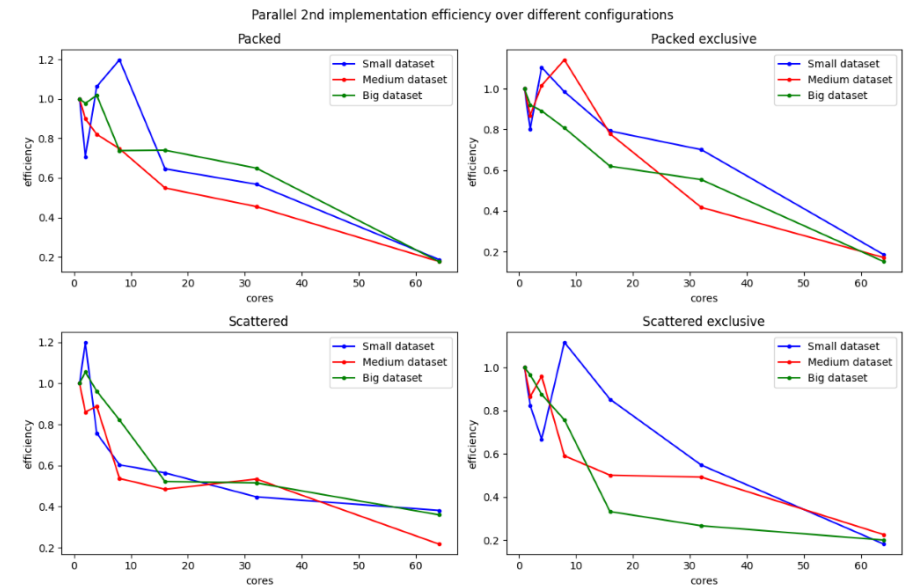 Parallel 2nd implementation efficiency over different configurations
Packed
1.2
1.0
0.8
0.6
0.4
0.2
efficiency
0 10 20 30 40 50 60
cores
Small dataset
Medium dataset
Big dataset
Packed exclusive
1.0
0.8
0.6
0.4
0.2
efficiency
0 10 20 30 40 50 60
cores
Small dataset
Medium dataset
Big dataset
Scattered
1.2
1.0
0.8
0.6
0.4
0.2
efficiency
0 10 20 30 40 50 60
cores
Small dataset
Medium dataset
Big dataset
Scattered exclusive
1.0
0.8
0.6
0.4
0.2
efficiency
0 10 20 30 40 50 60
cores
Small dataset
Medium dataset
Big dataset